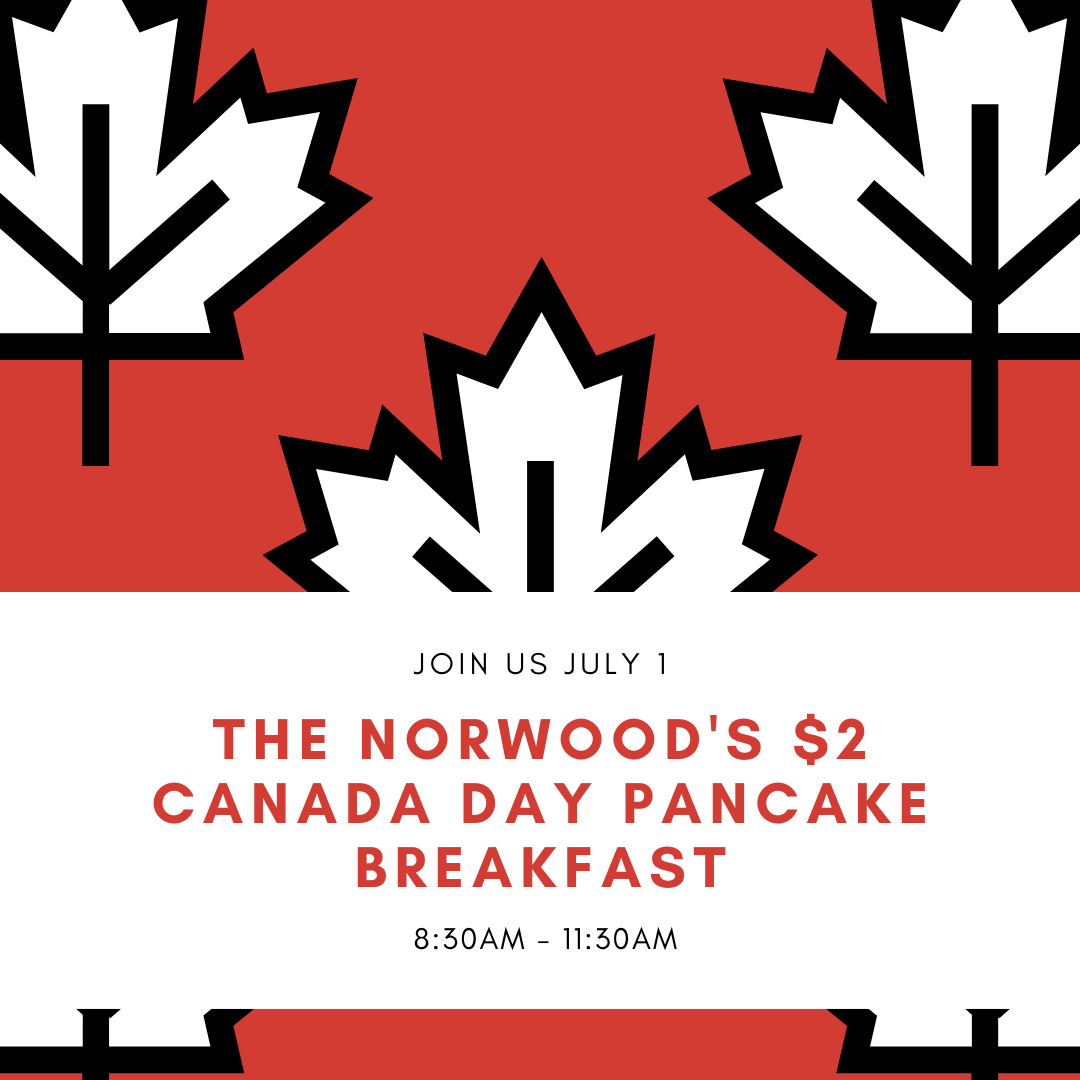 JOIN US JULY 1
THE NORWOOD'S $2
CANADA DAY PANCAKE
BREAKFAST
8:30AM – 11:30AM